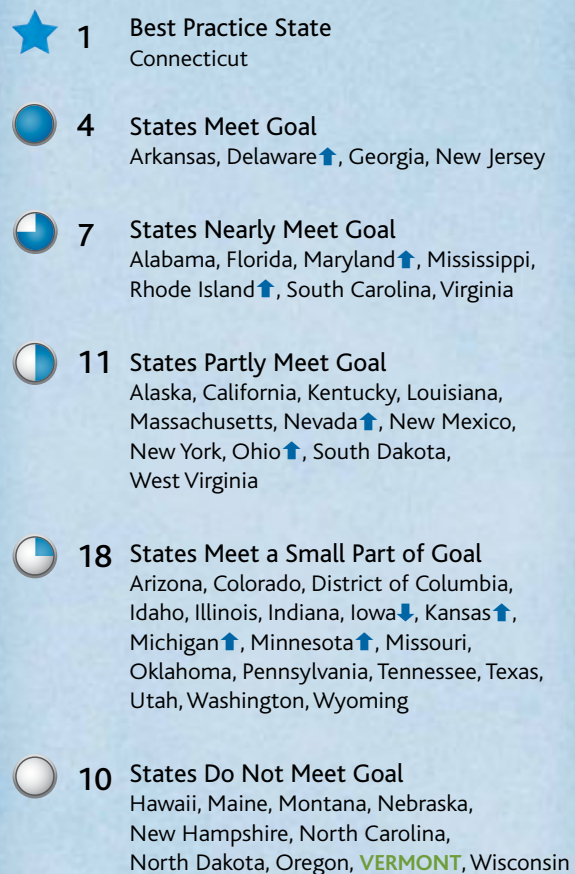 1 Best Practice State
Connecticut
4 States Meet Goal
Arkansas, Delaware⬆, Georgia, New Jersey
7 States Nearly Meet Goal
Alabama, Florida, Maryland⬆, Mississippi,
Rhode Island⬆, South Carolina, Virginia
11 States Partly Meet Goal
Alaska, California, Kentucky, Louisiana,
Massachusetts, Nevada⬆, New Mexico,
New York, Ohio⬆, South Dakota,
West Virginia
18 States Meet a Small Part of Goal
Arizona, Colorado, District of Columbia,
Idaho, Illinois, Indiana, Iowa⬇, Kansas⬆,
Michigan⬆, Minnesota⬆, Missouri,
Oklahoma, Pennsylvania, Tennessee, Texas,
Utah, Washington, Wyoming
10 States Do Not Meet Goal
Hawaii, Maine, Montana, Nebraska,
New Hampshire, North Carolina,
North Dakota, Oregon, VERMONT, Wisconsin